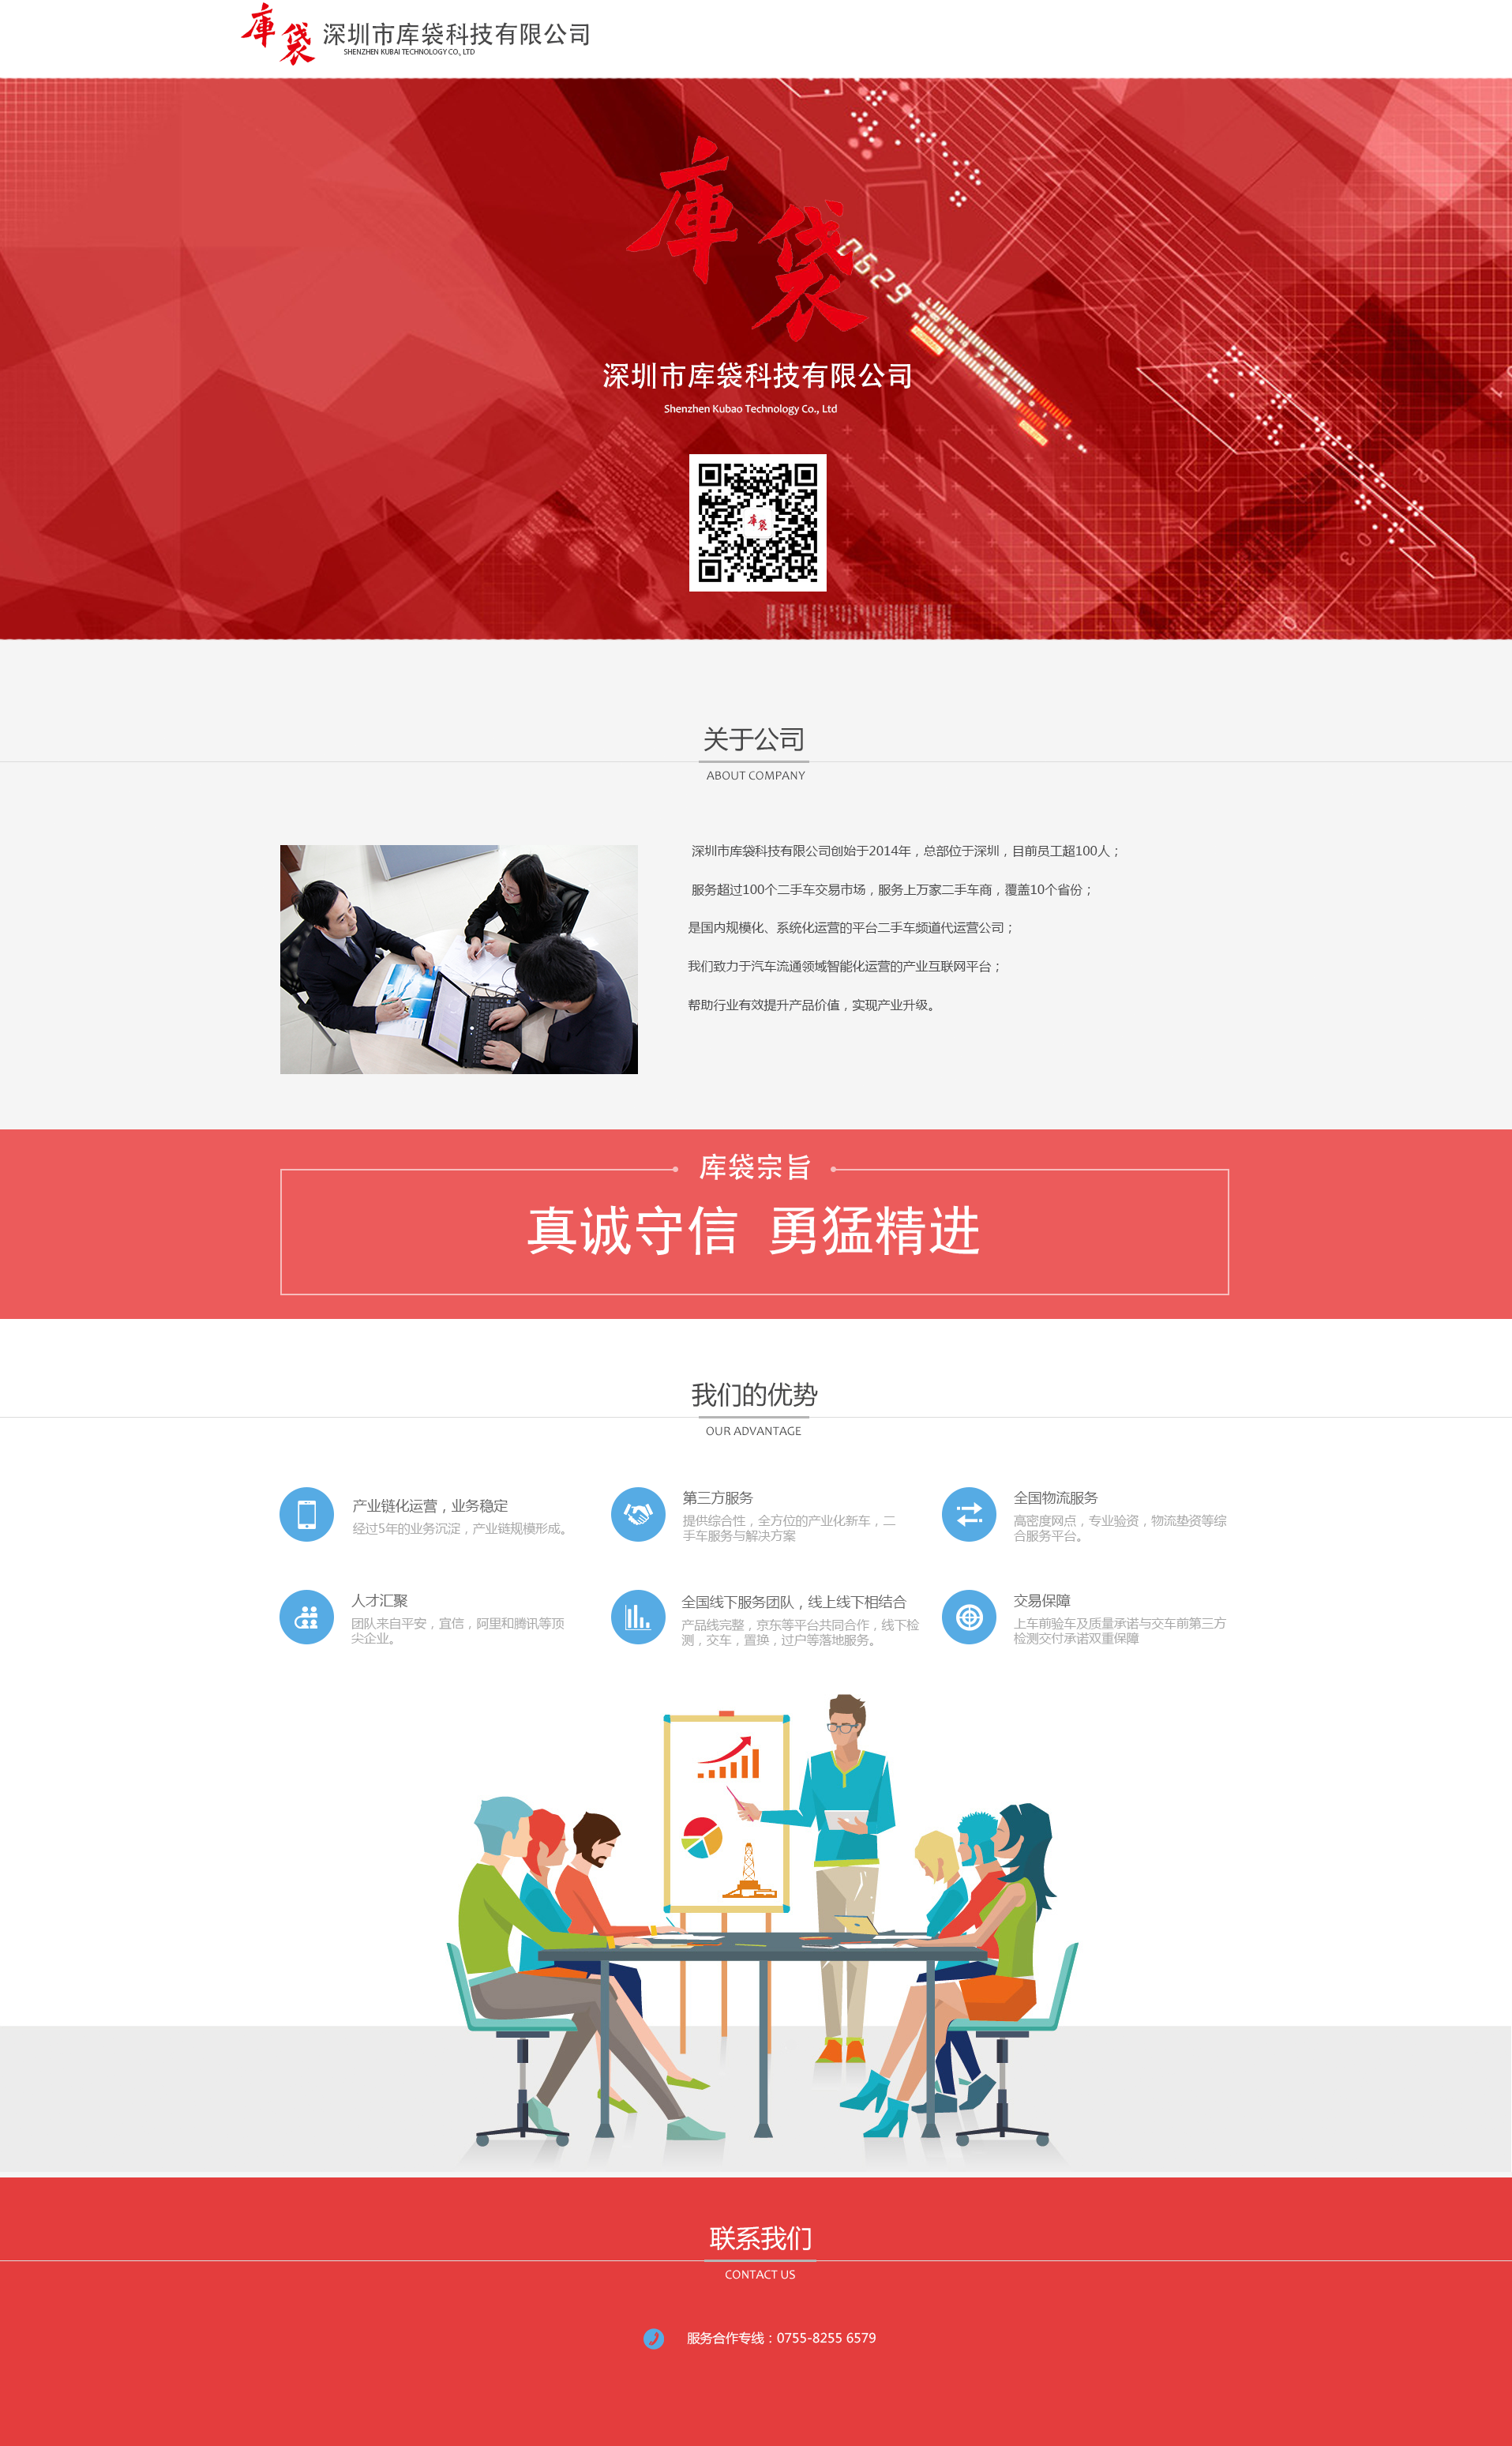 庫袋
深圳市库袋科技有限公司
SHENZHEN KUBAI TECHNOLOGY CO., LTD
庫袋
0629
深圳市库袋科技有限公司
Shenzhen Kubao Technology Co., Ltd
庫袋
关于公司
ABOUT COMPANY
深圳市库袋科技有限公司创始于2014年，总部位于深圳，目前员工超100人；
服务超过100个二手车交易市场，服务上万家二手车商，覆盖10个省份；
是国内规模化、系统化运营的平台二手车频道代运营公司；
我们致力于汽车流通领域智能化运营的产业互联网平台；
帮助行业有效提升产品价值，实现产业升级。
库袋宗旨
真诚守信 勇猛精进
我们的优势
OUR ADVANTAGE
产业链化运营，业务稳定
经过5年的业务沉淀，产业链规模形成。
第三方服务
提供综合性，全方位的产业化新车，二
手车服务与解决方案
全国物流服务
高密度网点，专业验资，物流垫资等综
合服务平台。
人才汇聚
团队来自平安，宜信，阿里和腾讯等顶
尖企业。
全国线下服务团队，线上线下相结合
产品线完整，京东等平台共同合作，线下检
测，交车，置换，过户等落地服务。
交易保障
上车前验车及质量承诺与交车前第三方
检测交付承诺双重保障
联系我们
CONTACT US
服务合作专线：0755-8255 6579